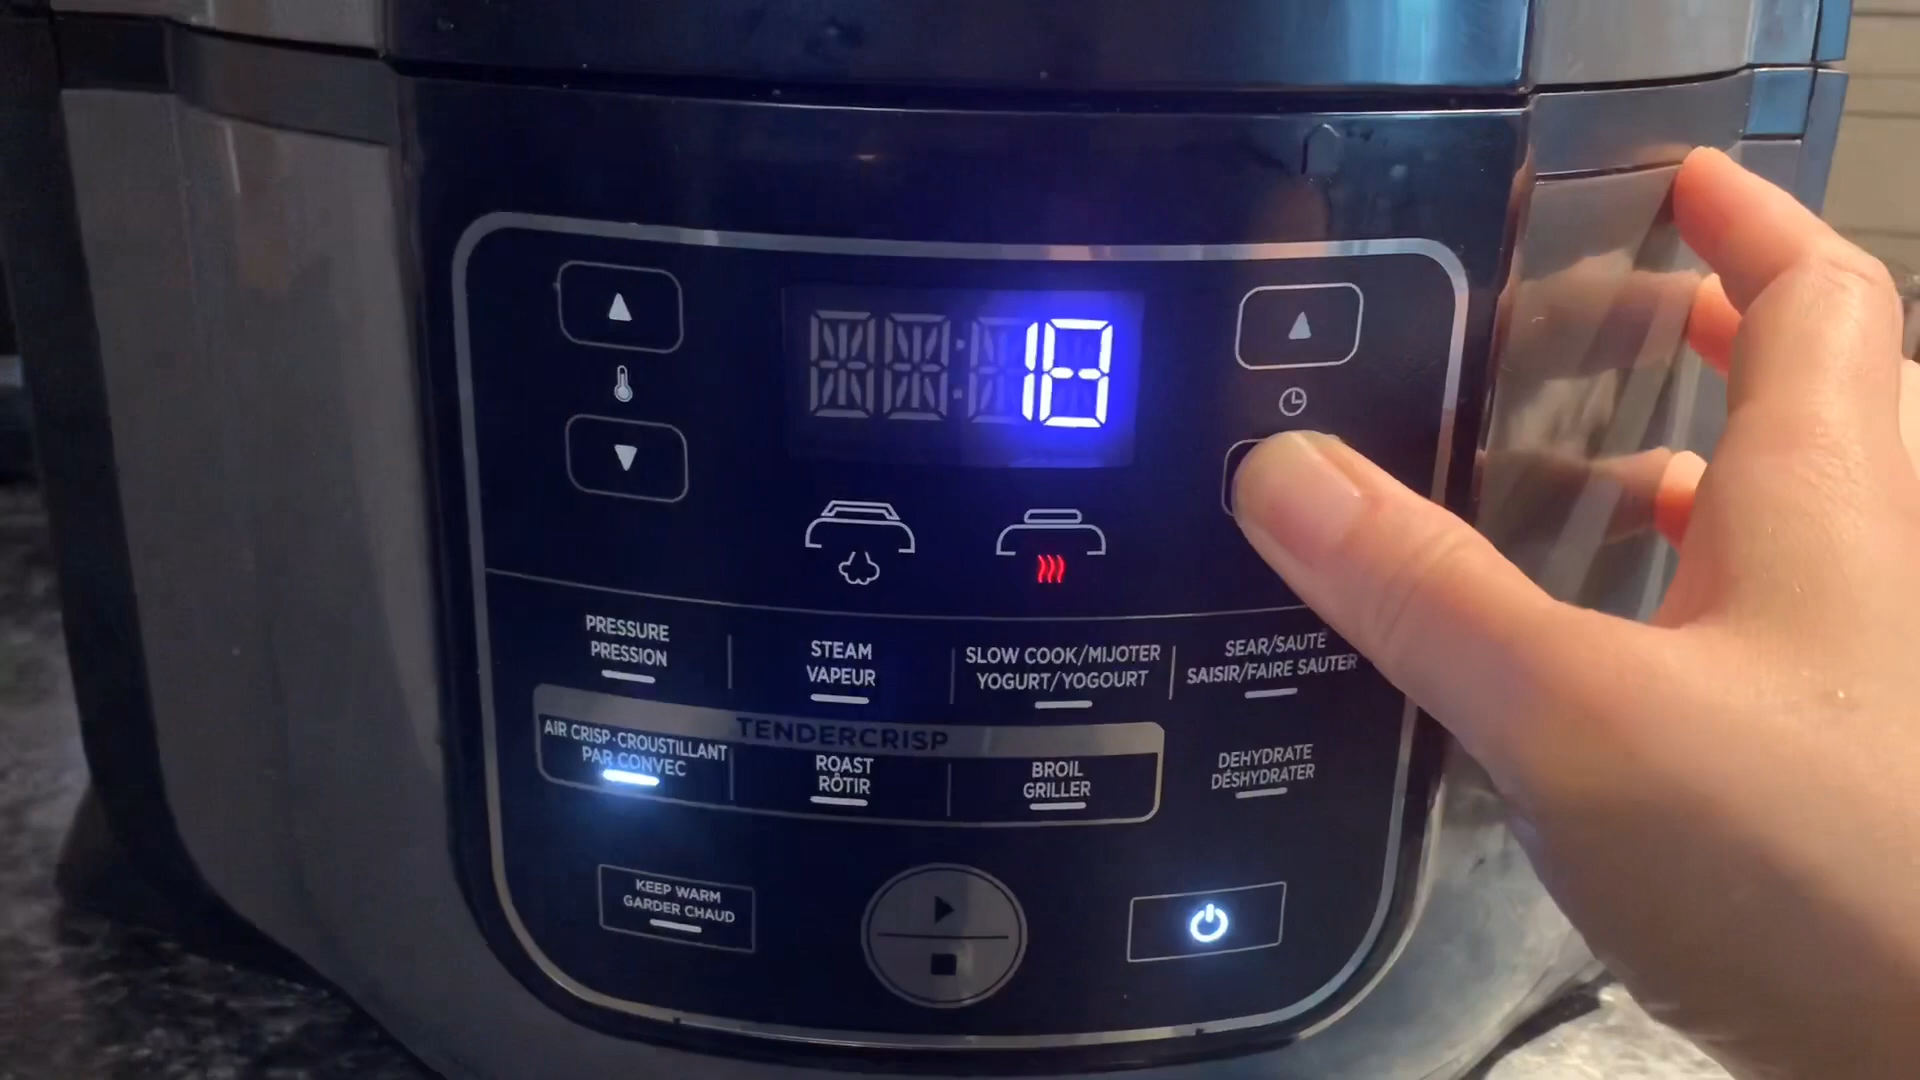 18
PRESSURE
PRESSION
STEAM
VAPEUR
SLOW COOK/MIJOTER
YOGURT/YOGOURT
SEAR/SAUTÉ
SAISIR/FAIRE SAUTER
TENDERCRISP
AIR CRISP·CROUSTILLANT
PAR CONVEC
ROAST
RÔTIR
BROIL
GRILLER
DEHYDRATE
DÉSHYDRATER
KEEP WARM
GARDER CHAUD